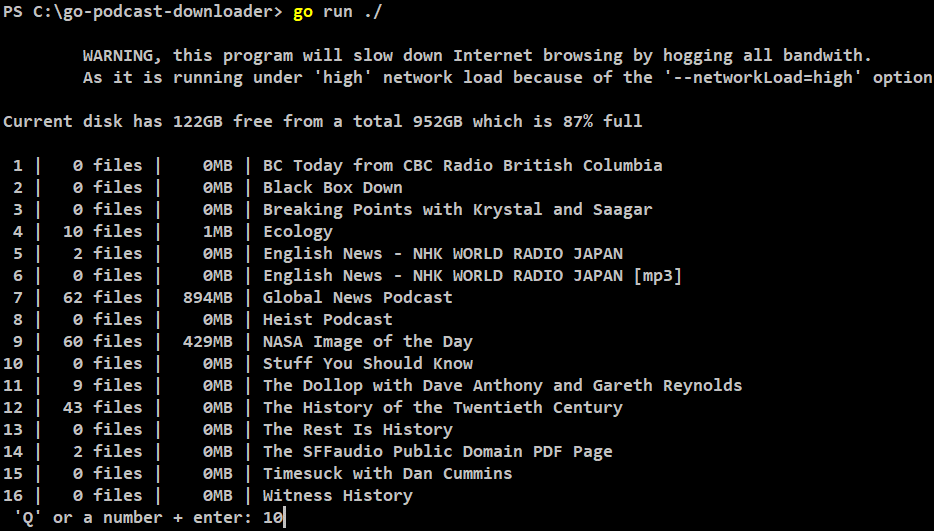 PS C:\go-podcast-downloader> go run ./
WARNING, this program will slow down Internet browsing by hogging all bandwith.
As it is running under 'high' network load because of the '--networkLoad=high' option
Current disk has 122GB free from a total 952GB which is 87% full
1 | 0 files | 0MB | BC Today from CBC Radio British Columbia
2 | 0 files | 0MB | Black Box Down
3 | 0 files | 0MB | Breaking Points with Krystal and Saagar
4 | 10 files | 1MB | Ecology
5 | 2 files | 0MB | English News - NHK WORLD RADIO JAPAN
6 | 0 files | 0MB | English News - NHK WORLD RADIO JAPAN [mp3]
7 | 62 files | 894MB | Global News Podcast
8 | 0 files | 0MB | Heist Podcast
9 | 60 files | 429MB | NASA Image of the Day
10 | 0 files | 0MB | Stuff You Should Know
11 | 9 files | 0MB | The Dollop with Dave Anthony and Gareth Reynolds
12 | 43 files | 0MB | The History of the Twentieth Century
13 | 0 files | 0MB | The Rest Is History
14 | 2 files | 0MB | The SFFaudio Public Domain PDF Page
15 | 0 files | 0MB | Timesuck with Dan Cummins
16 | 0 files | 0MB | Witness History
'Q' or a number + enter: 10